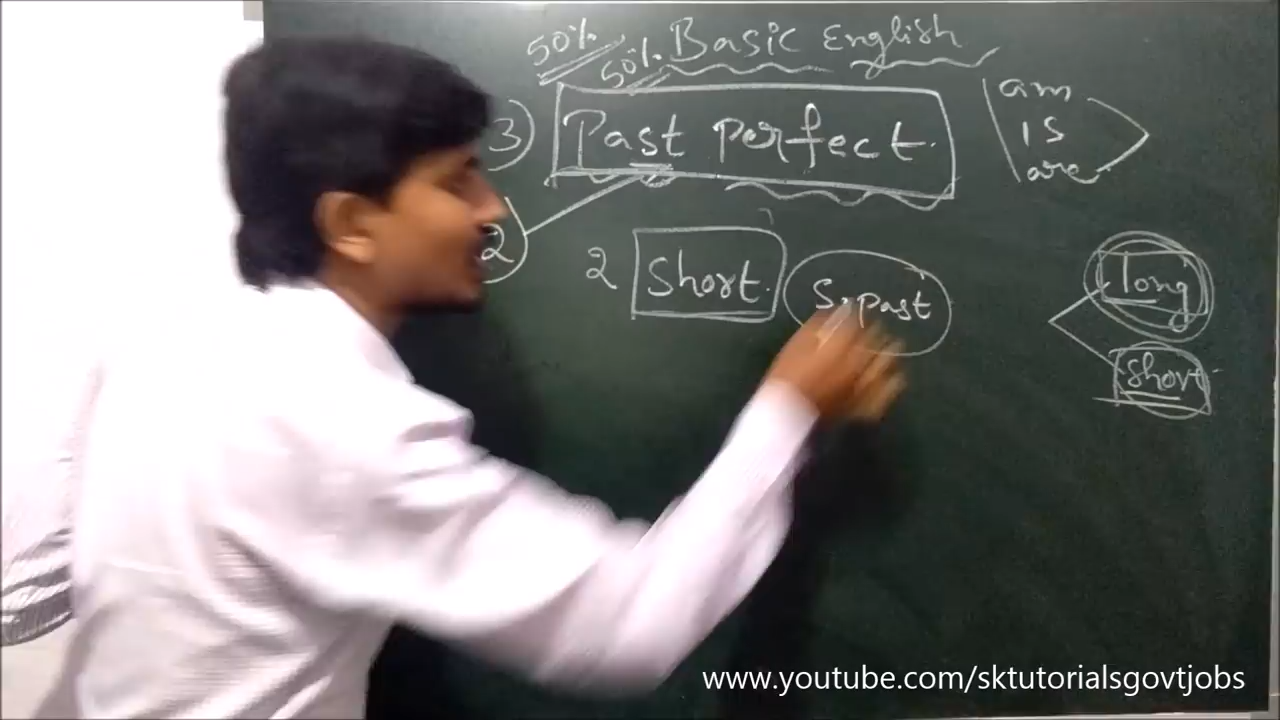 50% 50% Basic English
3) Past perfect.
am
is
are
2
2 Short. S. Past
long
Short
www.youtube.com/sktutorialsgovtjobs